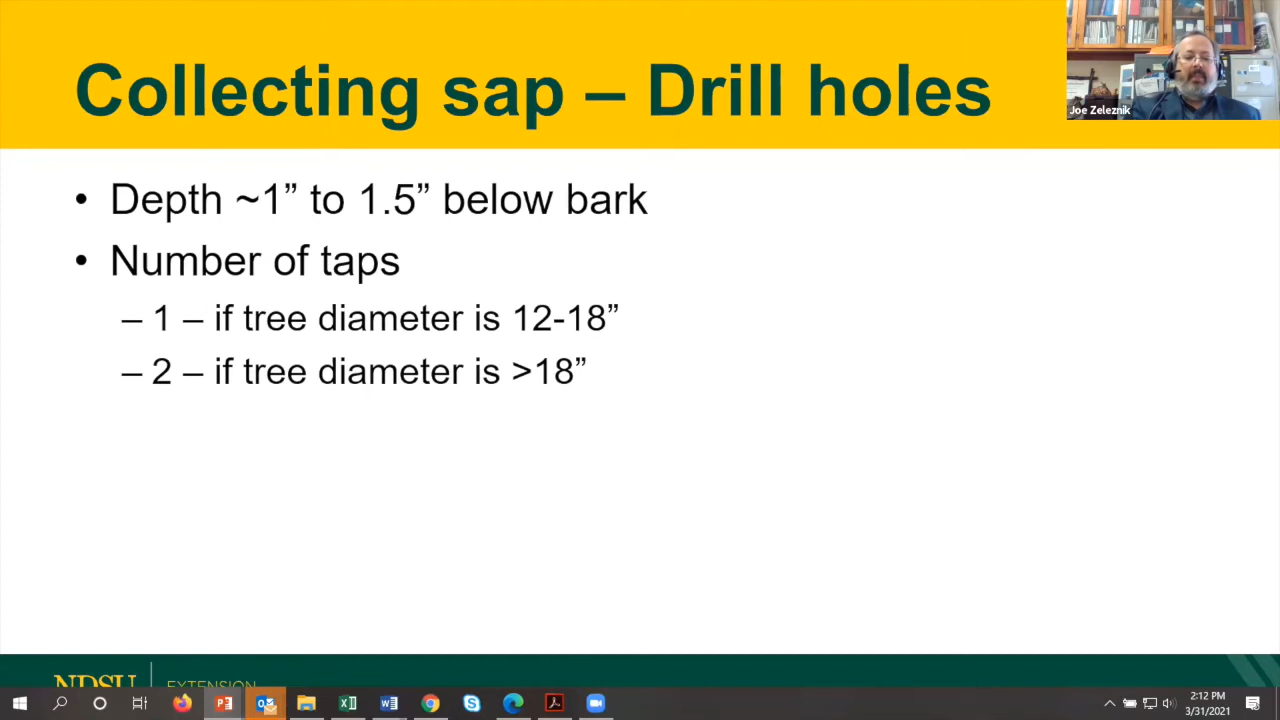 Collecting sap – Drill holes
Joe Zeleznik
• Depth ~1” to 1.5” below bark
• Number of taps
– 1 – if tree diameter is 12-18”
– 2 – if tree diameter is >18”
NDSU EXTENSION
2:12 PM
3/31/2021